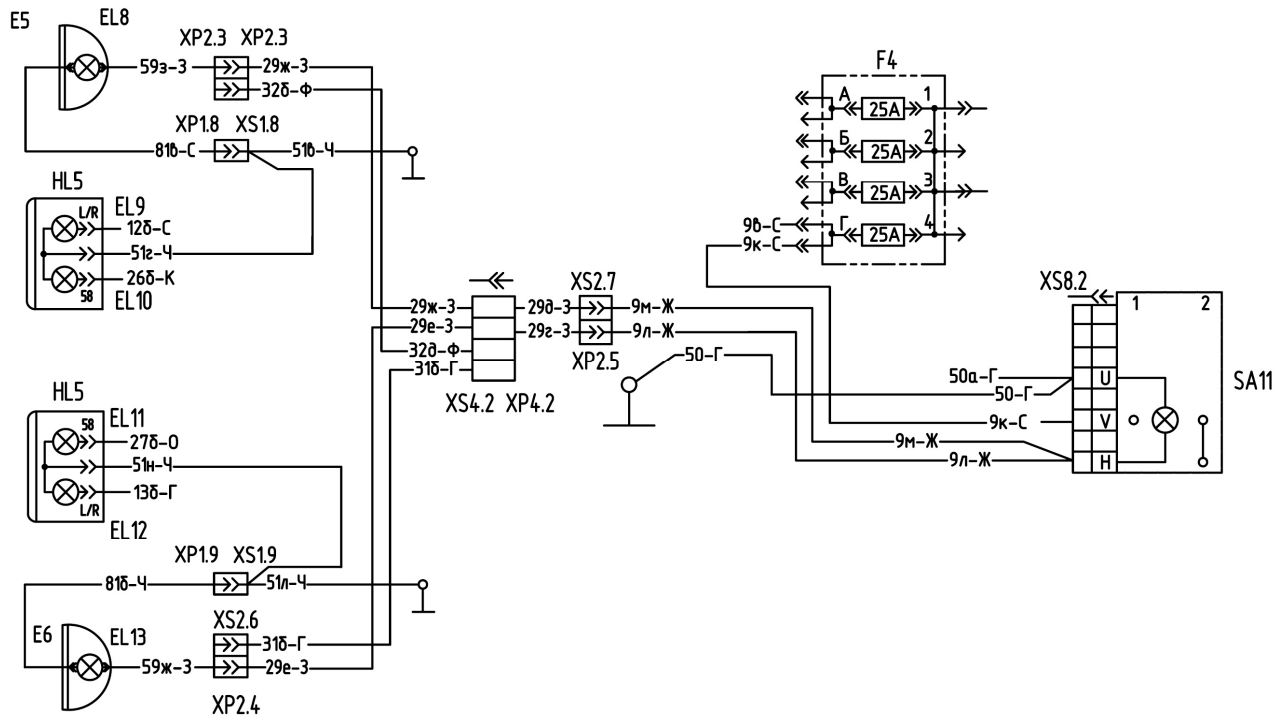 E5
EL8
XP2.3 XP2.3
59з-З
29ж-З
32б-Ф
XP1.8 XS1.8
81в-С
51в-Ч
HL5
L/R
EL9
12б-С
51г-Ч
26б-К
58
EL10
F4
А
25А
1
Б
25А
2
В
25А
3
Г
25А
4
9в-С
9к-С
29ж-З
29е-З
32д-Ф
31б-Г
XS4.2 XP4.2
29д-З
29г-З
XS2.7
XP2.5
9м-Ж
9л-Ж
50-Г
XS8.2
1
2
50а-Г
50-Г
U
9к-С
V
9м-Ж
9л-Ж
H
SA11
HL5
EL11
58
27б-О
51н-Ч
13б-Г
L/R
EL12
XP1.9 XS1.9
81б-Ч
51л-Ч
E6
EL13
59ж-З
XS2.6
31б-Г
29е-З
XP2.4